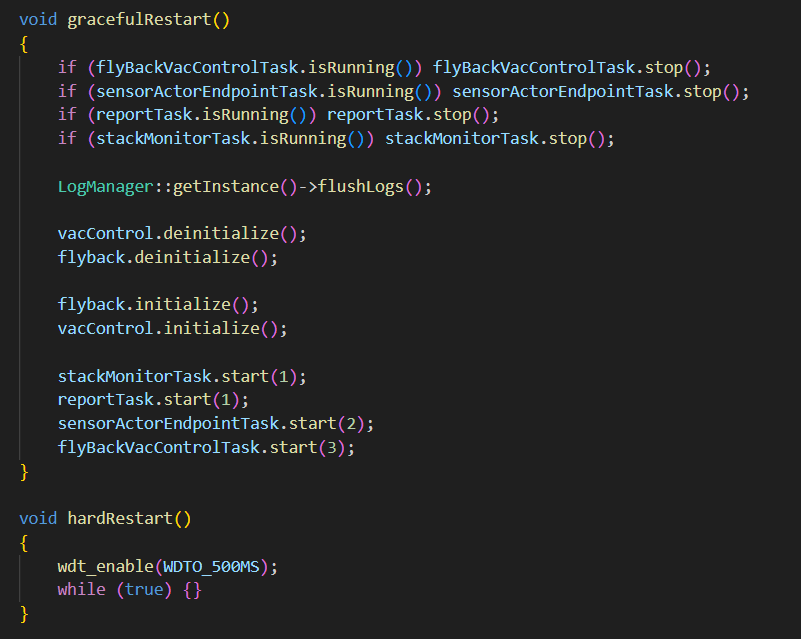 void gracefulRestart()
{
    if (flyBackVacControlTask.isRunning()) flyBackVacControlTask.stop();
    if (sensorActorEndpointTask.isRunning()) sensorActorEndpointTask.stop();
    if (reportTask.isRunning()) reportTask.stop();
    if (stackMonitorTask.isRunning()) stackMonitorTask.stop();

    LogManager::getInstance()->flushLogs();

    vacControl.deinitialize();
    flyback.deinitialize();

    flyback.initialize();
    vacControl.initialize();

    stackMonitorTask.start(1);
    reportTask.start(1);
    sensorActorEndpointTask.start(2);
    flyBackVacControlTask.start(3);
}

void hardRestart()
{
    wdt_enable(WDTO_500MS);
    while (true) {}
}